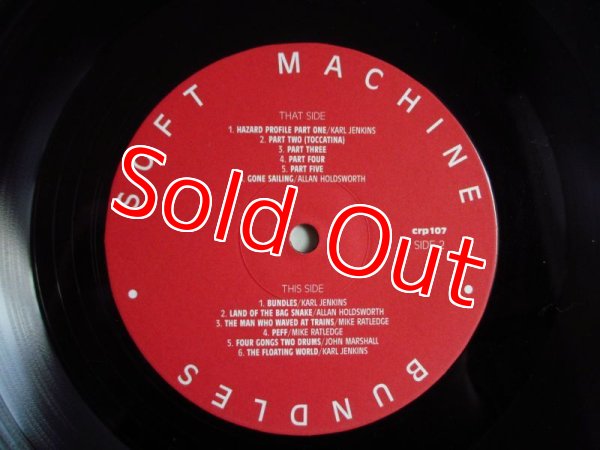 SOFT MACHINE
THAT SIDE
1. HAZARD PROFILE PART ONE/KARL JENKINS
2. PART TWO (TOCCATINA)
3. PART THREE
4. PART FOUR
5. PART FIVE
. GONE SAILING/ALLAN HOLDSWORTH
Sold Out
crp107
SIDE 2
THIS SIDE
1. BUNDLES/KARL JENKINS
2. LAND OF THE BAG SNAKE/ALLAN HOLDSWORTH
3. THE MAN WHO WAVED AT TRAINS/MIKE RATLEDGE
4. PEFF/MIKE RATLEDGE
5. FOUR GONGS TWO DRUMS/JOHN MARSHALL
6. THE FLOATING WORLD/KARL JENKINS
BUNDLES